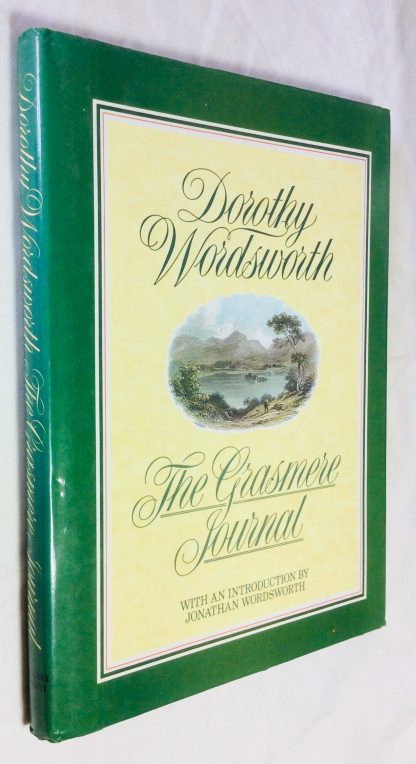 Dorothy
Wordsworth
The Grasmere
Journal
WITH AN INTRODUCTION BY
JONATHAN WORDSWORTH
Dorothy Wordsworth The Grasmere Journal